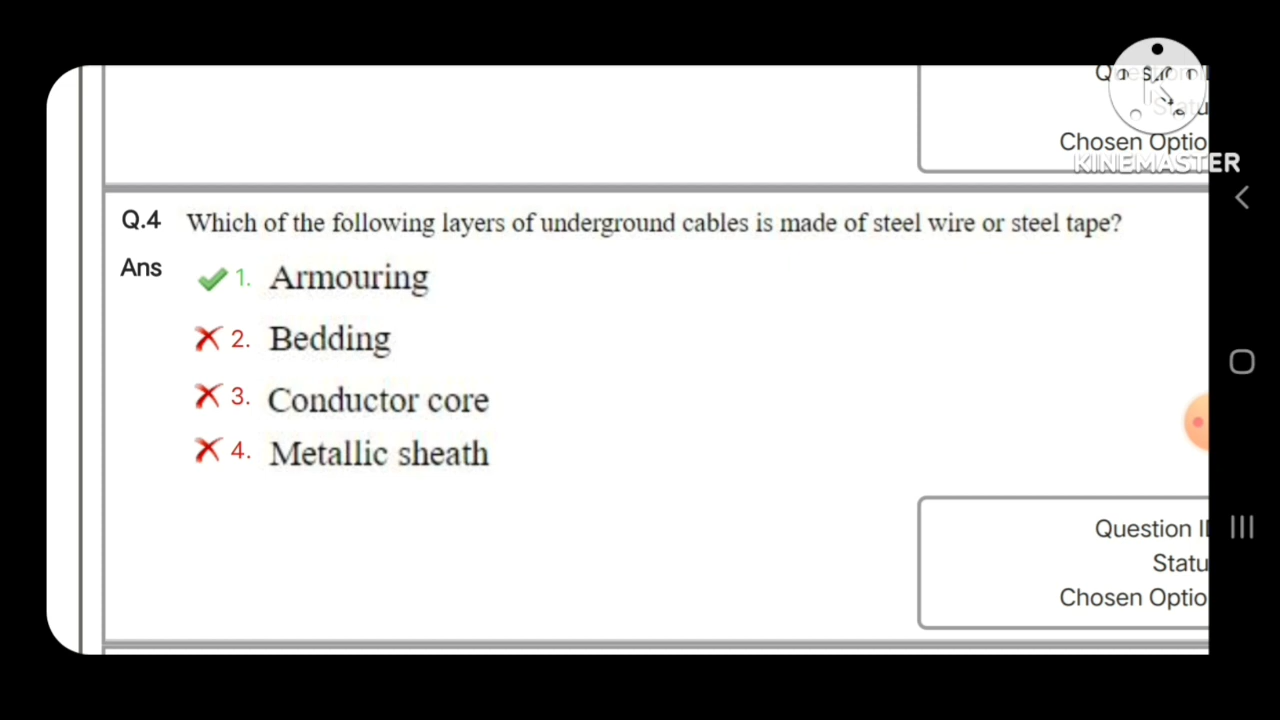 Chosen Optio
KINEMASTER
Q.4 Which of the following layers of underground cables is made of steel wire or steel tape?
Ans 1. Armouring
2. Bedding
3. Conductor core
4. Metallic sheath
Question I
Statu
Chosen Optio